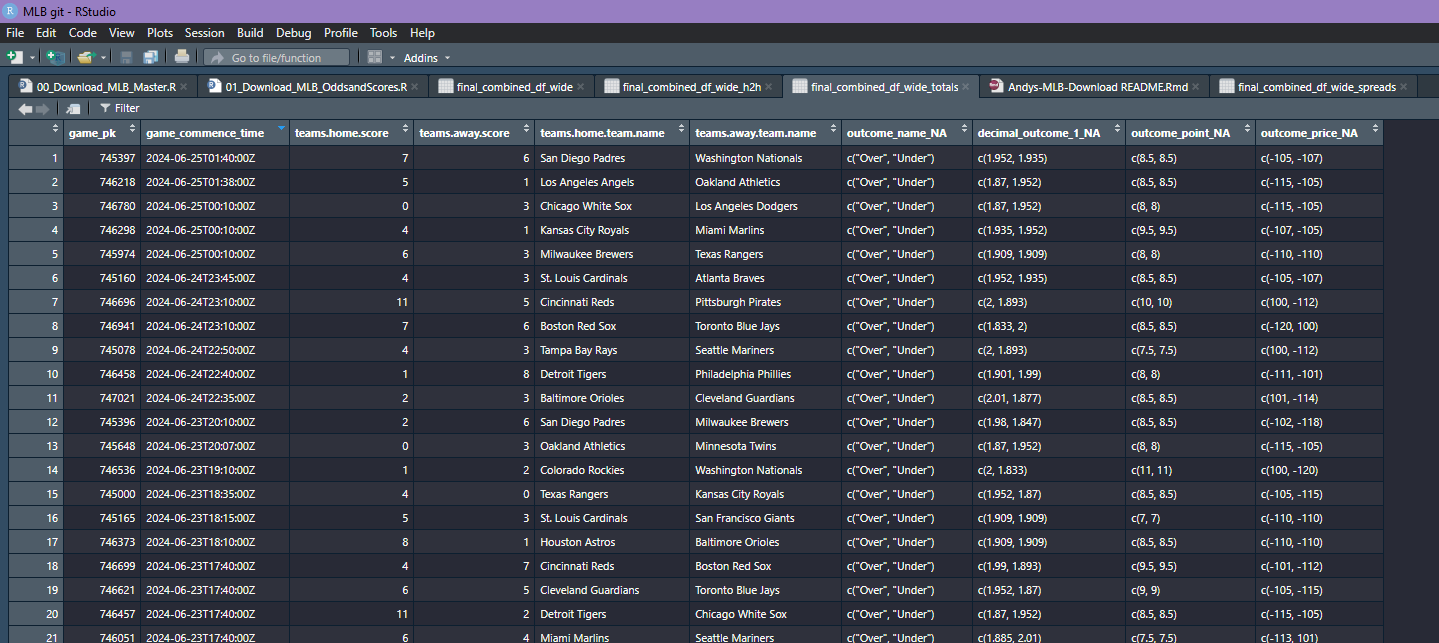 MLB git - RStudio
File Edit Code View Plots Session Build Debug Profile Tools Help
Go to file/function Addins
00_Download_MLB_Master.R 01_Download_MLB_OddsandScores.R final_combined_df_wide final_combined_df_wide_h2h final_combined_df_wide_totals Andys-MLB-Download README.Rmd final_combined_df_wide_spreads
Filter
game_pk game_commence_time teams.home.score teams.away.score teams.home.team.name teams.away.team.name outcome_name_NA decimal_outcome_1_NA outcome_point_NA outcome_price_NA
1 745397 2024-06-25T01:40:00Z 7 6 San Diego Padres Washington Nationals c("Over", "Under") c(1.952, 1.935) c(8.5, 8.5) c(-105, -107)
2 746218 2024-06-25T01:38:00Z 5 1 Los Angeles Angels Oakland Athletics c("Over", "Under") c(1.87, 1.952) c(8.5, 8.5) c(-115, -105)
3 746780 2024-06-25T00:10:00Z 0 3 Chicago White Sox Los Angeles Dodgers c("Over", "Under") c(1.87, 1.952) c(8, 8) c(-115, -105)
4 746298 2024-06-25T00:10:00Z 4 1 Kansas City Royals Miami Marlins c("Over", "Under") c(1.935, 1.952) c(9.5, 9.5) c(-107, -105)
5 745974 2024-06-25T00:10:00Z 6 3 Milwaukee Brewers Texas Rangers c("Over", "Under") c(1.909, 1.909) c(8, 8) c(-110, -110)
6 745160 2024-06-24T23:45:00Z 4 3 St. Louis Cardinals Atlanta Braves c("Over", "Under") c(1.952, 1.935) c(8.5, 8.5) c(-105, -107)
7 746696 2024-06-24T23:10:00Z 11 5 Cincinnati Reds Pittsburgh Pirates c("Over", "Under") c(2, 1.893) c(10, 10) c(100, -112)
8 746941 2024-06-24T23:10:00Z 7 6 Boston Red Sox Toronto Blue Jays c("Over", "Under") c(1.833, 2) c(8.5, 8.5) c(-120, 100)
9 745078 2024-06-24T22:50:00Z 4 3 Tampa Bay Rays Seattle Mariners c("Over", "Under") c(2, 1.893) c(7.5, 7.5) c(100, -112)
10 746458 2024-06-24T22:40:00Z 1 8 Detroit Tigers Philadelphia Phillies c("Over", "Under") c(1.901, 1.99) c(8, 8) c(-111, -101)
11 747021 2024-06-24T22:35:00Z 2 3 Baltimore Orioles Cleveland Guardians c("Over", "Under") c(2.01, 1.877) c(8.5, 8.5) c(101, -114)
12 745396 2024-06-23T20:10:00Z 2 6 San Diego Padres Milwaukee Brewers c("Over", "Under") c(1.98, 1.847) c(8.5, 8.5) c(-102, -118)
13 745648 2024-06-23T20:07:00Z 0 3 Oakland Athletics Minnesota Twins c("Over", "Under") c(1.87, 1.952) c(8, 8) c(-115, -105)
14 746536 2024-06-23T19:10:00Z 1 2 Colorado Rockies Washington Nationals c("Over", "Under") c(2, 1.833) c(11, 11) c(100, -120)
15 745000 2024-06-23T18:35:00Z 4 0 Texas Rangers Kansas City Royals c("Over", "Under") c(1.952, 1.87) c(8.5, 8.5) c(-105, -115)
16 745165 2024-06-23T18:15:00Z 5 3 St. Louis Cardinals San Francisco Giants c("Over", "Under") c(1.909, 1.909) c(7, 7) c(-110, -110)
17 746373 2024-06-23T18:10:00Z 8 1 Houston Astros Baltimore Orioles c("Over", "Under") c(1.909, 1.909) c(8.5, 8.5) c(-110, -110)
18 746699 2024-06-23T17:40:00Z 4 7 Cincinnati Reds Boston Red Sox c("Over", "Under") c(1.99, 1.893) c(9.5, 9.5) c(-101, -112)
19 746621 2024-06-23T17:40:00Z 6 5 Cleveland Guardians Toronto Blue Jays c("Over", "Under") c(1.952, 1.87) c(9, 9) c(-105, -115)
20 746457 2024-06-23T17:40:00Z 11 2 Detroit Tigers Chicago White Sox c("Over", "Under") c(1.87, 1.952) c(8.5, 8.5) c(-115, -105)
21 746051 2024-06-23T17:40:00Z 6 4 Miami Marlins Seattle Mariners c("Over", "Under") c(1.885, 2.01) c(7.5, 7.5) c(-113, 101)